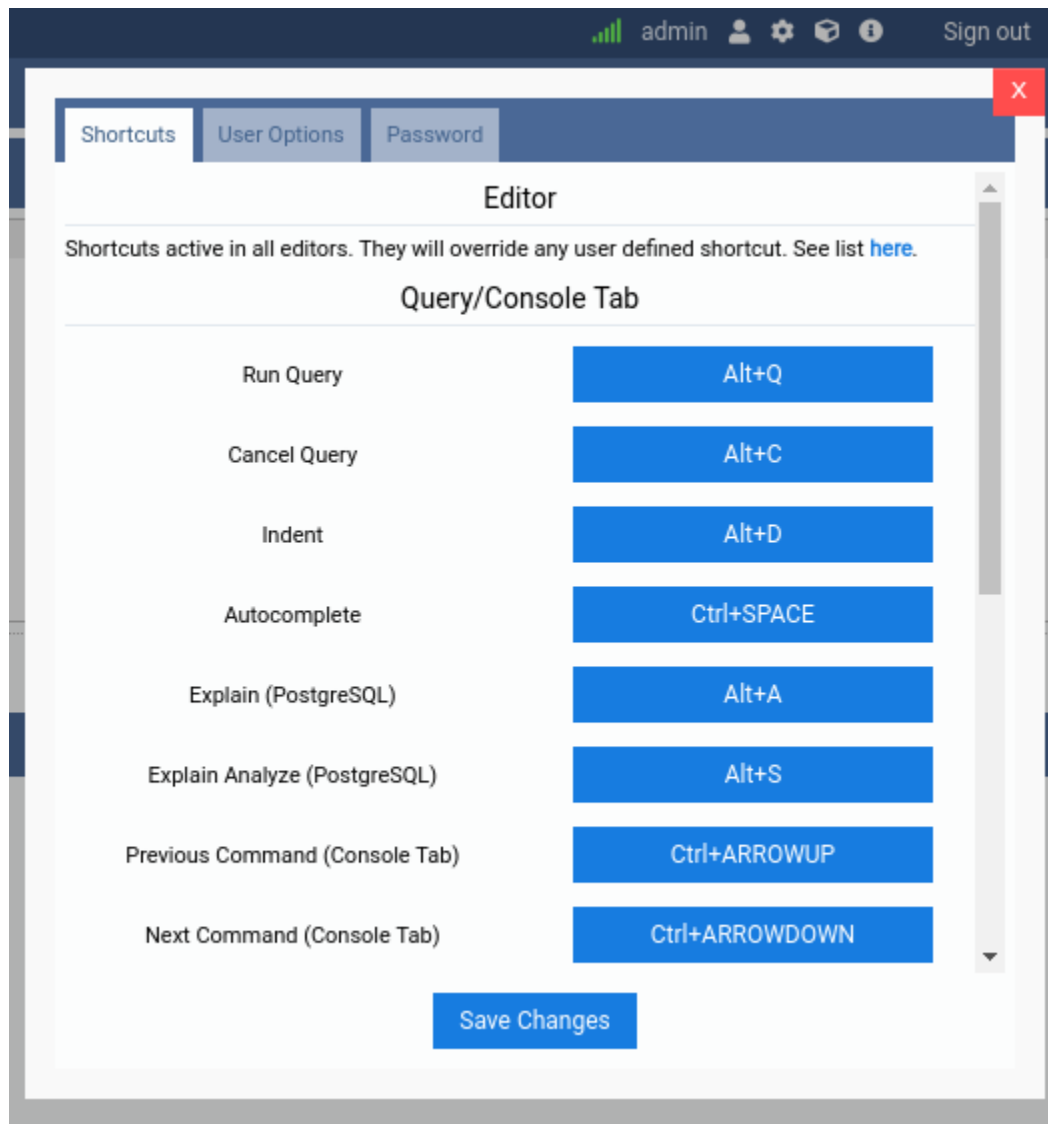 admin Sign out
X
Shortcuts User Options Password
Editor
Shortcuts active in all editors. They will override any user defined shortcut. See list here.
Query/Console Tab
Run Query Alt+Q
Cancel Query Alt+C
Indent Alt+D
Autocomplete Ctrl+SPACE
Explain (PostgreSQL) Alt+A
Explain Analyze (PostgreSQL) Alt+S
Previous Command (Console Tab) Ctrl+ARROWUP
Next Command (Console Tab) Ctrl+ARROWDOWN
Save Changes